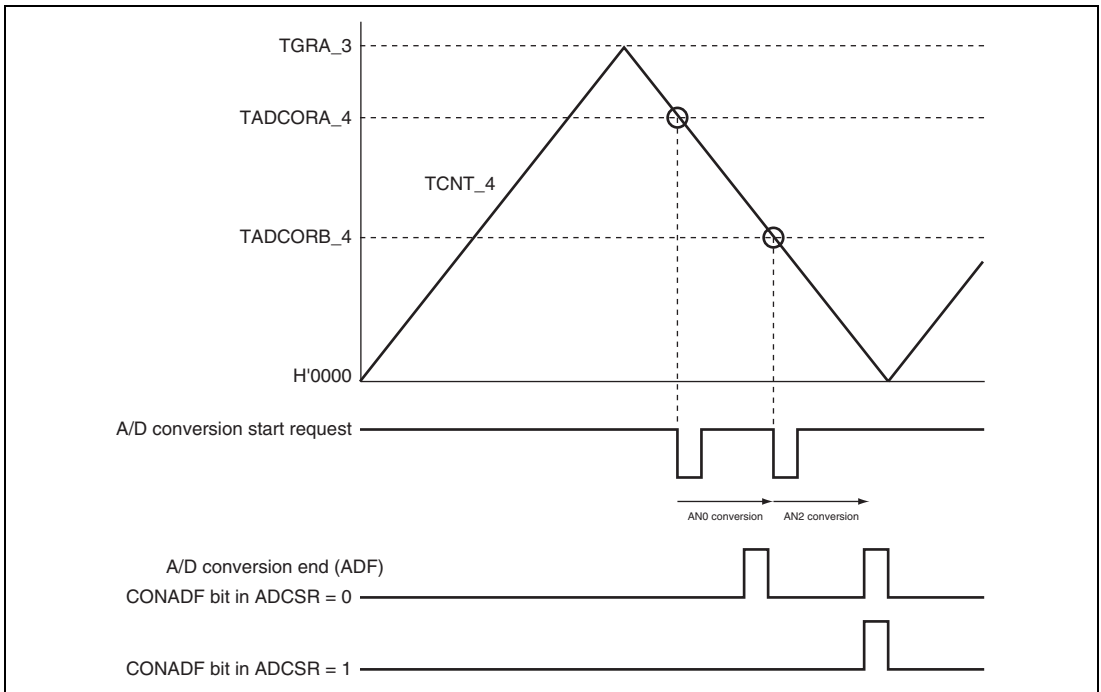 TGRA_3
TADCORA_4
TCNT_4
TADCORB_4
H'0000
A/D conversion start request
AN0 conversion
AN2 conversion
A/D conversion end (ADF)
CONADF bit in ADCSR = 0
CONADF bit in ADCSR = 1